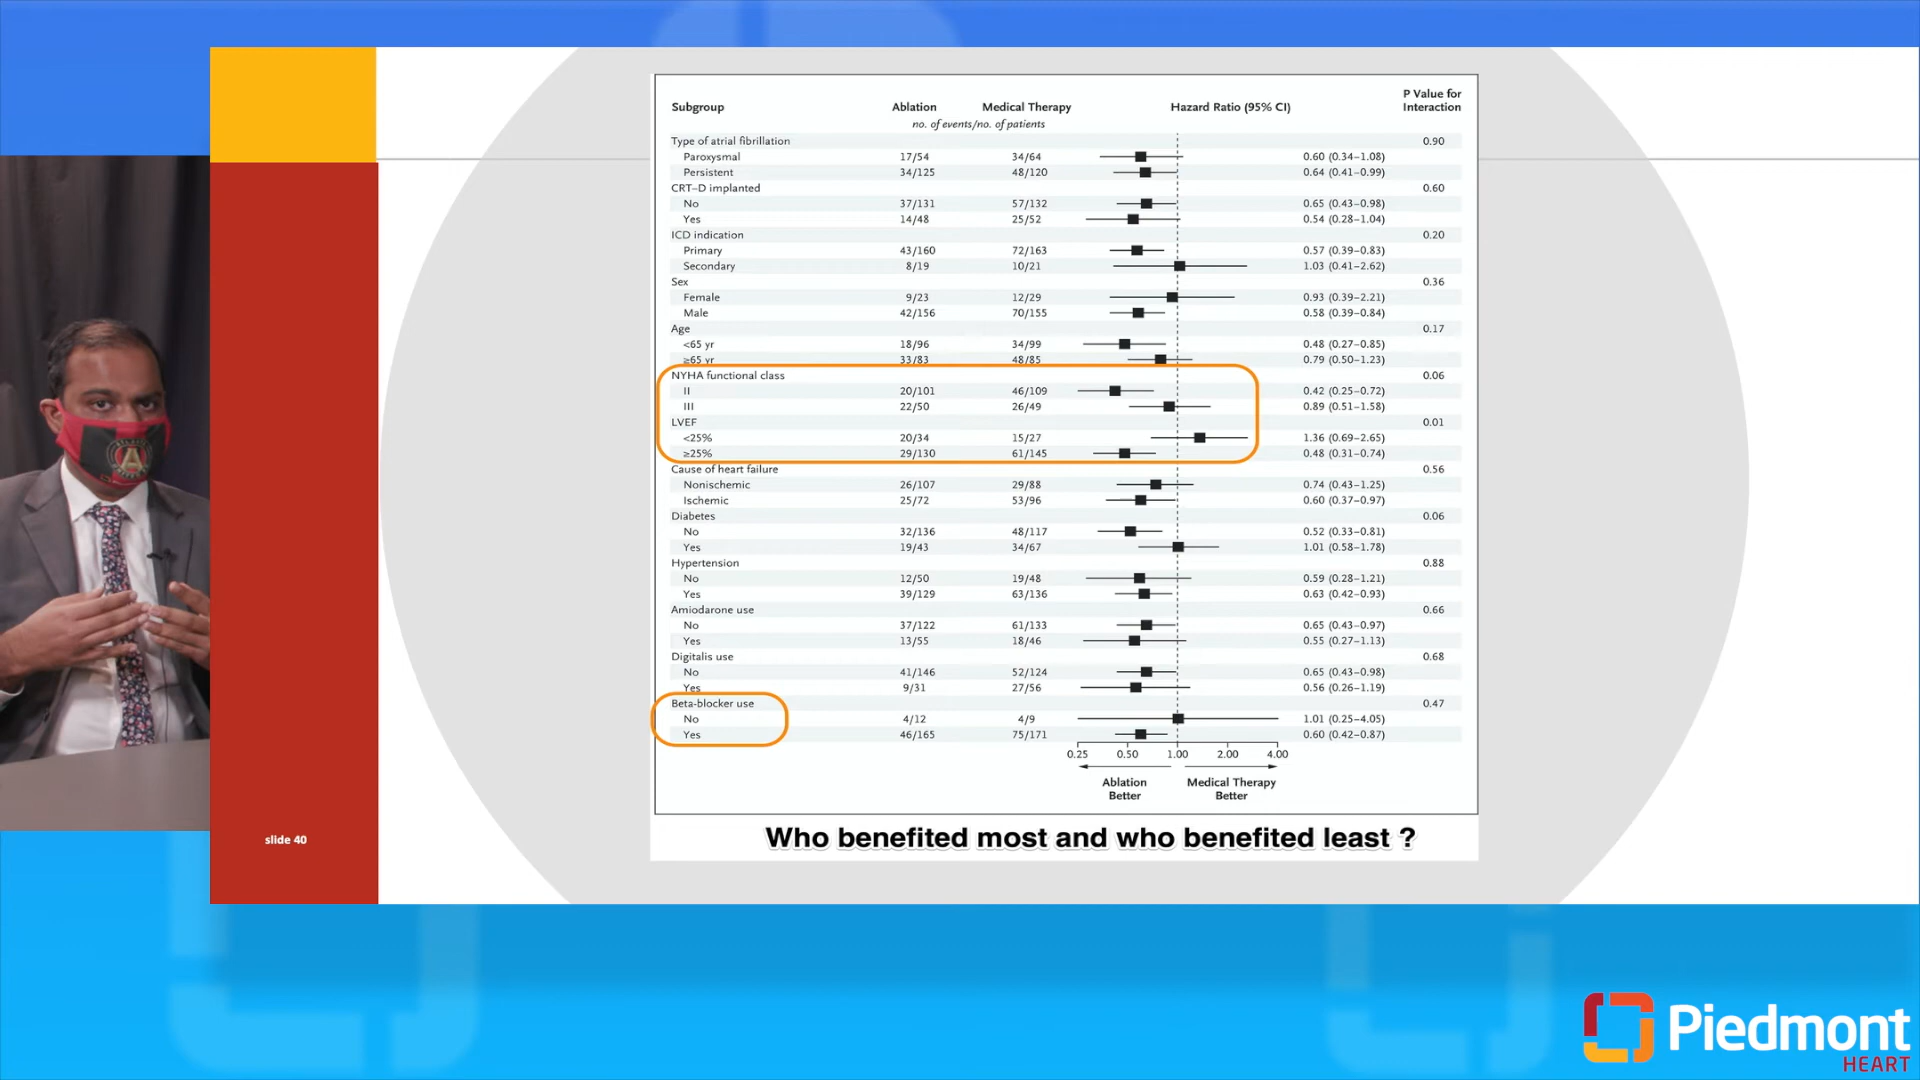 Subgroup Ablation Medical Therapy Hazard Ratio (95% CI) P Value for Interaction
no. of events/no. of patients
Type of atrial fibrillation 0.90
Paroxysmal 17/54 34/64 0.60 (0.34–1.08)
Persistent 34/125 48/120 0.64 (0.41–0.99)
CRT–D implanted 0.60
No 37/131 57/132 0.65 (0.43–0.98)
Yes 14/48 25/52 0.54 (0.28–1.04)
ICD indication 0.20
Primary 43/160 72/163 0.57 (0.39–0.83)
Secondary 8/19 10/21 1.03 (0.41–2.62)
Sex 0.36
Female 9/23 12/29 0.93 (0.39–2.21)
Male 42/156 70/155 0.58 (0.39–0.84)
Age 0.17
<65 yr 18/96 34/99 0.48 (0.27–0.85)
≥65 yr 33/83 48/85 0.79 (0.50–1.23)
NYHA functional class 0.06
II 20/101 46/109 0.42 (0.25–0.72)
III 22/50 26/49 0.89 (0.51–1.58)
LVEF 0.01
<25% 20/34 15/27 1.36 (0.69–2.65)
≥25% 29/130 61/145 0.48 (0.31–0.74)
Cause of heart failure 0.56
Nonischemic 26/107 29/88 0.74 (0.43–1.25)
Ischemic 25/72 53/96 0.60 (0.37–0.97)
Diabetes 0.06
No 32/136 48/117 0.52 (0.33–0.81)
Yes 19/43 34/67 1.01 (0.58–1.78)
Hypertension 0.88
No 12/50 19/48 0.59 (0.28–1.21)
Yes 39/129 63/136 0.63 (0.42–0.93)
Amiodarone use 0.66
No 37/122 61/133 0.65 (0.43–0.97)
Yes 13/55 18/46 0.55 (0.27–1.13)
Digitalis use 0.68
No 41/146 52/124 0.65 (0.43–0.98)
Yes 9/31 27/56 0.56 (0.26–1.19)
Beta-blocker use 0.47
No 4/12 4/9 1.01 (0.25–4.05)
Yes 46/165 75/171 0.60 (0.42–0.87)
0.25 0.50 1.00 2.00 4.00
Ablation Better Medical Therapy Better
Who benefited most and who benefited least ?
slide 40
Piedmont
HEART